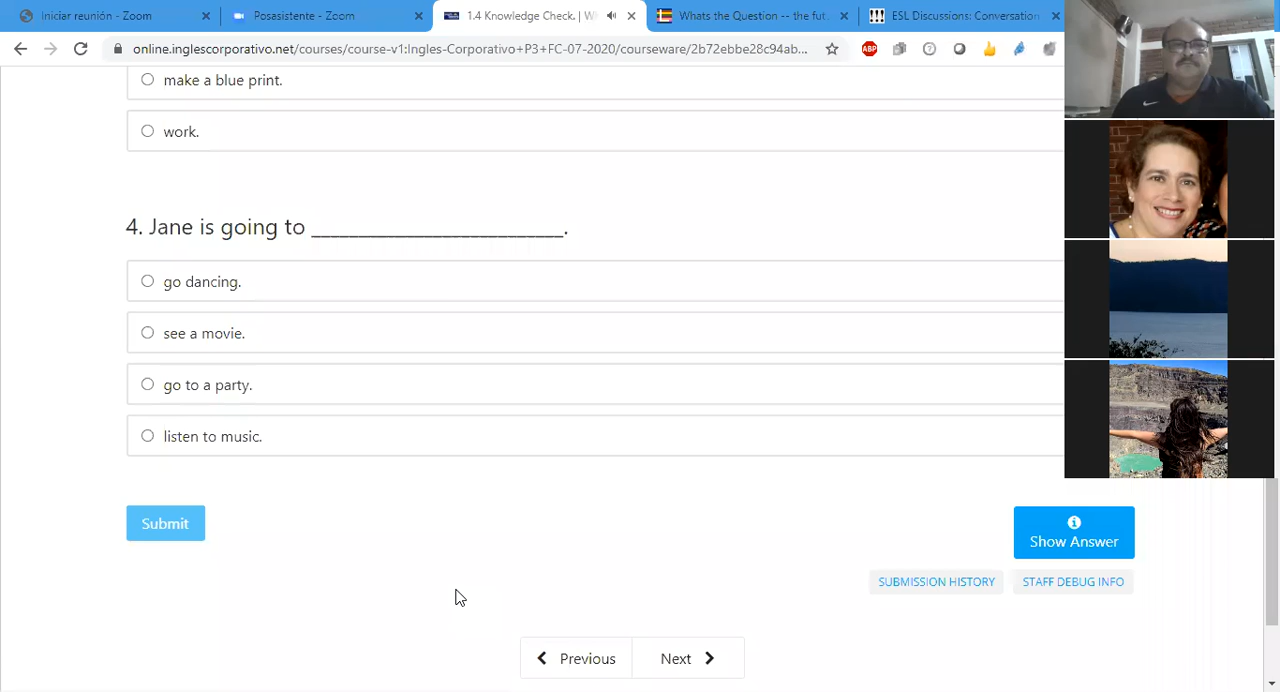 Iniciar reunión - Zoom
Posasistente - Zoom
1.4 Knowledge Check. | W
Whats the Question -- the fut
ESL Discussions: Conversation
online.inglescorporativo.net/courses/course-v1:Ingles-Corporativo+P3+FC-07-2020/courseware/2b72ebbe28c94ab...
ABP
make a blue print.
work.
4. Jane is going to _________________________.
go dancing.
see a movie.
go to a party.
listen to music.
Submit
Show Answer
SUBMISSION HISTORY
STAFF DEBUG INFO
Previous
Next